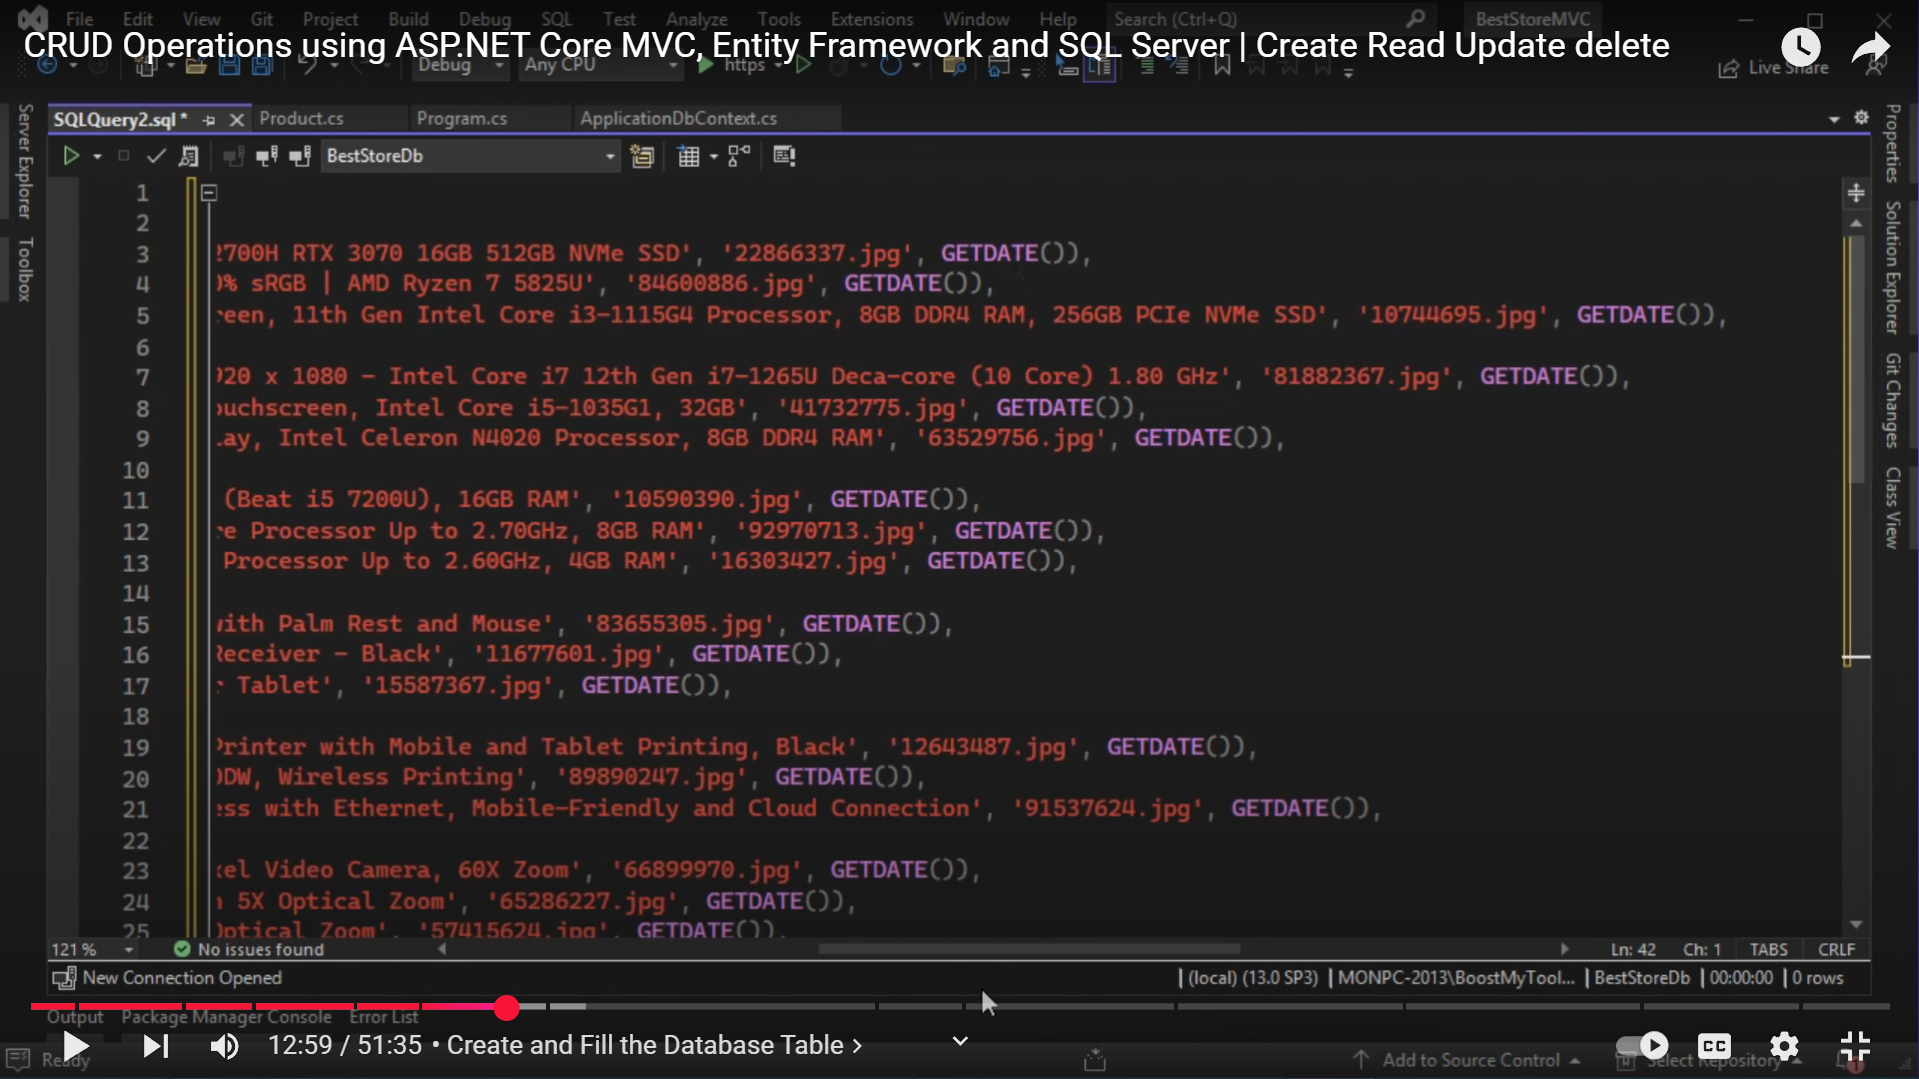 File Edit View Git Project Build Debug SQL Test Analyze Tools Extensions Window Help Search (Ctrl+Q) BestStoreMVC
CRUD Operations using ASP.NET Core MVC, Entity Framework and SQL Server | Create Read Update delete
Debug Any CPU https Live Share
SQLQuery2.sql * Product.cs Program.cs ApplicationDbContext.cs
BestStoreDb
Server Explorer
Toolbox
Properties
Solution Explorer
Git Changes
Class View
1
2
3 2700H RTX 3070 16GB 512GB NVMe SSD', '22866337.jpg', GETDATE()),
4 0% sRGB | AMD Ryzen 7 5825U', '84600886.jpg', GETDATE()),
5 reen, 11th Gen Intel Core i3-1115G4 Processor, 8GB DDR4 RAM, 256GB PCIe NVMe SSD', '10744695.jpg', GETDATE()),
6
7 920 x 1080 - Intel Core i7 12th Gen i7-1265U Deca-core (10 Core) 1.80 GHz', '81882367.jpg', GETDATE()),
8 ouchscreen, Intel Core i5-1035G1, 32GB', '41732775.jpg', GETDATE()),
9 lay, Intel Celeron N4020 Processor, 8GB DDR4 RAM', '63529756.jpg', GETDATE()),
10
11 (Beat i5 7200U), 16GB RAM', '10590390.jpg', GETDATE()),
12 re Processor Up to 2.70GHz, 8GB RAM', '92970713.jpg', GETDATE()),
13 Processor Up to 2.60GHz, 4GB RAM', '16303427.jpg', GETDATE()),
14
15 with Palm Rest and Mouse', '83655305.jpg', GETDATE()),
16 Receiver - Black', '11677601.jpg', GETDATE()),
17 r Tablet', '15587367.jpg', GETDATE()),
18
19 Printer with Mobile and Tablet Printing, Black', '12643487.jpg', GETDATE()),
20 DW, Wireless Printing', '89890247.jpg', GETDATE()),
21 ess with Ethernet, Mobile-Friendly and Cloud Connection', '91537624.jpg', GETDATE()),
22
23 xel Video Camera, 60X Zoom', '66899970.jpg', GETDATE()),
24 5X Optical Zoom', '65286227.jpg', GETDATE()),
25 Optical Zoom', '57415624.jpg', GETDATE()),
121 % No issues found Ln: 42 Ch: 1 TABS CRLF
New Connection Opened (local) (13.0 SP3) MONPC-2013\BoostMyTool... BestStoreDb 00:00:00 0 rows
Output Package Manager Console Error List
12:59 / 51:35 • Create and Fill the Database Table › CC
Ready Add to Source Control Select Repository 1